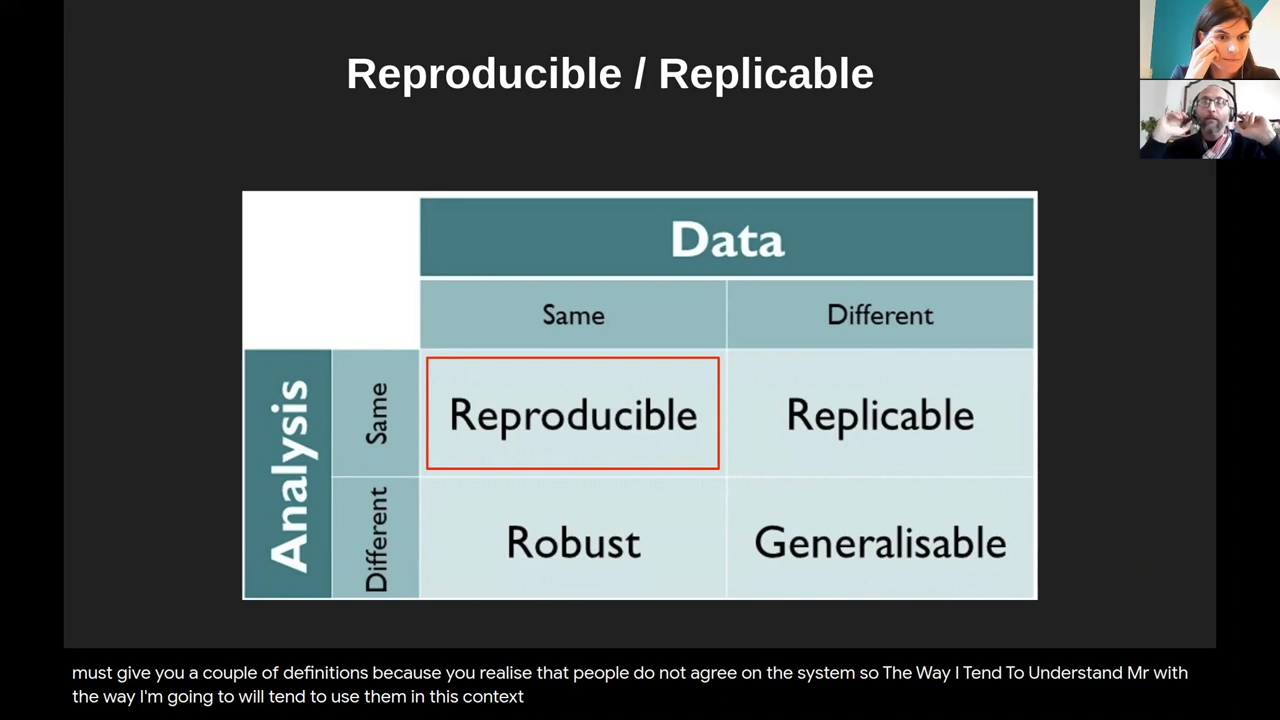 Reproducible / Replicable
Data
Same
Different
Analysis
Same
Reproducible
Replicable
Different
Robust
Generalisable
must give you a couple of definitions because you realise that people do not agree on the system so The Way I Tend To Understand Mr with
the way I'm going to will tend to use them in this context